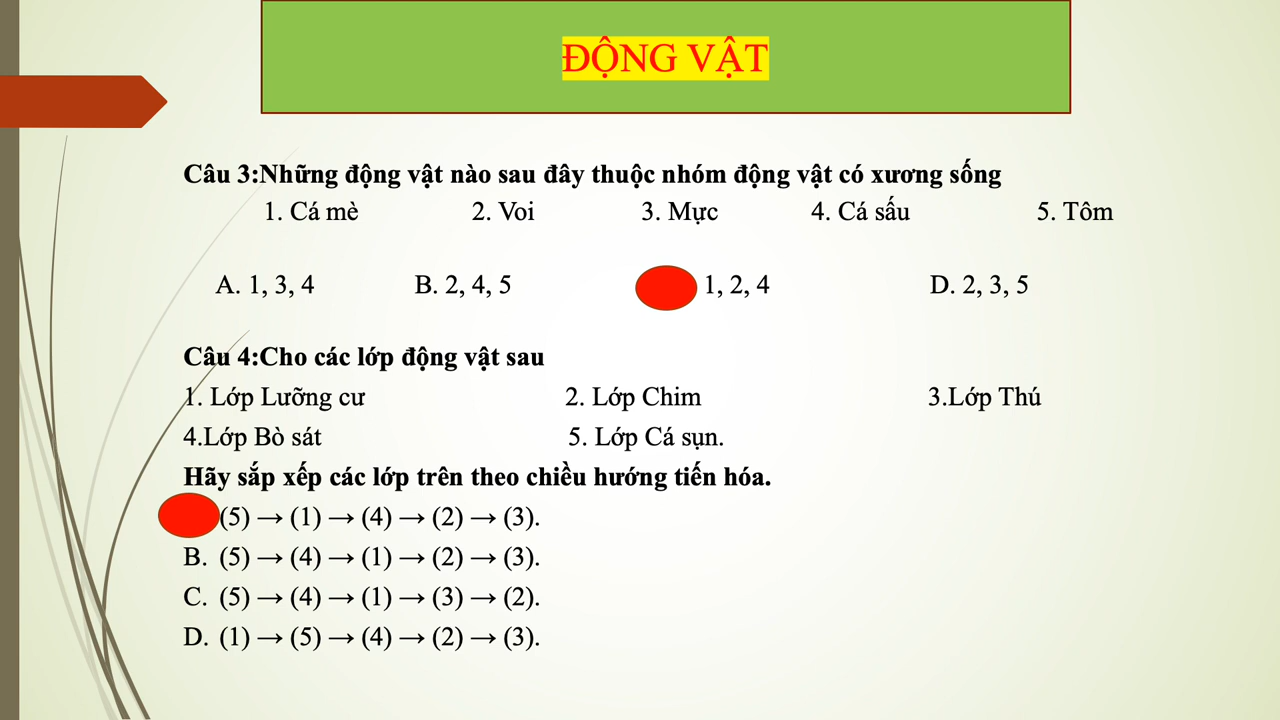 ĐỘNG VẬT
Câu 3:Những động vật nào sau đây thuộc nhóm động vật có xương sống
1. Cá mè 2. Voi 3. Mực 4. Cá sấu 5. Tôm
A. 1, 3, 4 B. 2, 4, 5 1, 2, 4 D. 2, 3, 5
Câu 4:Cho các lớp động vật sau
1. Lớp Lưỡng cư 2. Lớp Chim 3.Lớp Thú
4.Lớp Bò sát 5. Lớp Cá sụn.
Hãy sắp xếp các lớp trên theo chiều hướng tiến hóa.
(5) → (1) → (4) → (2) → (3).
B. (5) → (4) → (1) → (2) → (3).
C. (5) → (4) → (1) → (3) → (2).
D. (1) → (5) → (4) → (2) → (3).